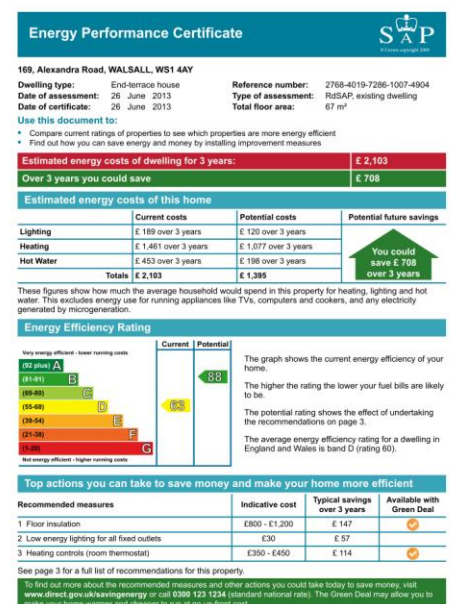 Energy Performance Certificate
SAP
© Crown copyright 2009
169, Alexandra Road, WALSALL, WS1 4AY
Dwelling type: End-terrace house Reference number: 2768-4019-7286-1007-4904
Date of assessment: 26 June 2013 Type of assessment: RdSAP, existing dwelling
Date of certificate: 26 June 2013 Total floor area: 67 m²
Use this document to:
• Compare current ratings of properties to see which properties are more energy efficient
• Find out how you can save energy and money by installing improvement measures
Estimated energy costs of dwelling for 3 years: £ 2,103
Over 3 years you could save £ 708
Estimated energy costs of this home
Current costs Potential costs Potential future savings
Lighting £ 189 over 3 years £ 120 over 3 years
Heating £ 1,461 over 3 years £ 1,077 over 3 years
Hot Water £ 453 over 3 years £ 198 over 3 years
Totals £ 2,103 £ 1,395
You could
save £ 708
over 3 years
These figures show how much the average household would spend in this property for heating, lighting and hot
water. This excludes energy use for running appliances like TVs, computers and cookers, and any electricity
generated by microgeneration.
Energy Efficiency Rating
Current Potential
Very energy efficient - lower running costs
(92 plus) A
(81-91) B
(69-80) C
(55-68) D
(39-54) E
(21-38) F
(1-20) G
Not energy efficient - higher running costs
63
88
The graph shows the current energy efficiency of your
home.
The higher the rating the lower your fuel bills are likely
to be.
The potential rating shows the effect of undertaking
the recommendations on page 3.
The average energy efficiency rating for a dwelling in
England and Wales is band D (rating 60).
Top actions you can take to save money and make your home more efficient
Recommended measures Indicative cost Typical savings over 3 years Available with Green Deal
1 Floor insulation £800 - £1,200 £ 147
2 Low energy lighting for all fixed outlets £30 £ 57
3 Heating controls (room thermostat) £350 - £450 £ 114
See page 3 for a full list of recommendations for this property.
To find out more about the recommended measures and other actions you could take today to save money, visit
www.direct.gov.uk/savingenergy or call 0300 123 1234 (standard national rate). The Green Deal may allow you to
make your home warmer and cheaper to run at no up-front cost.